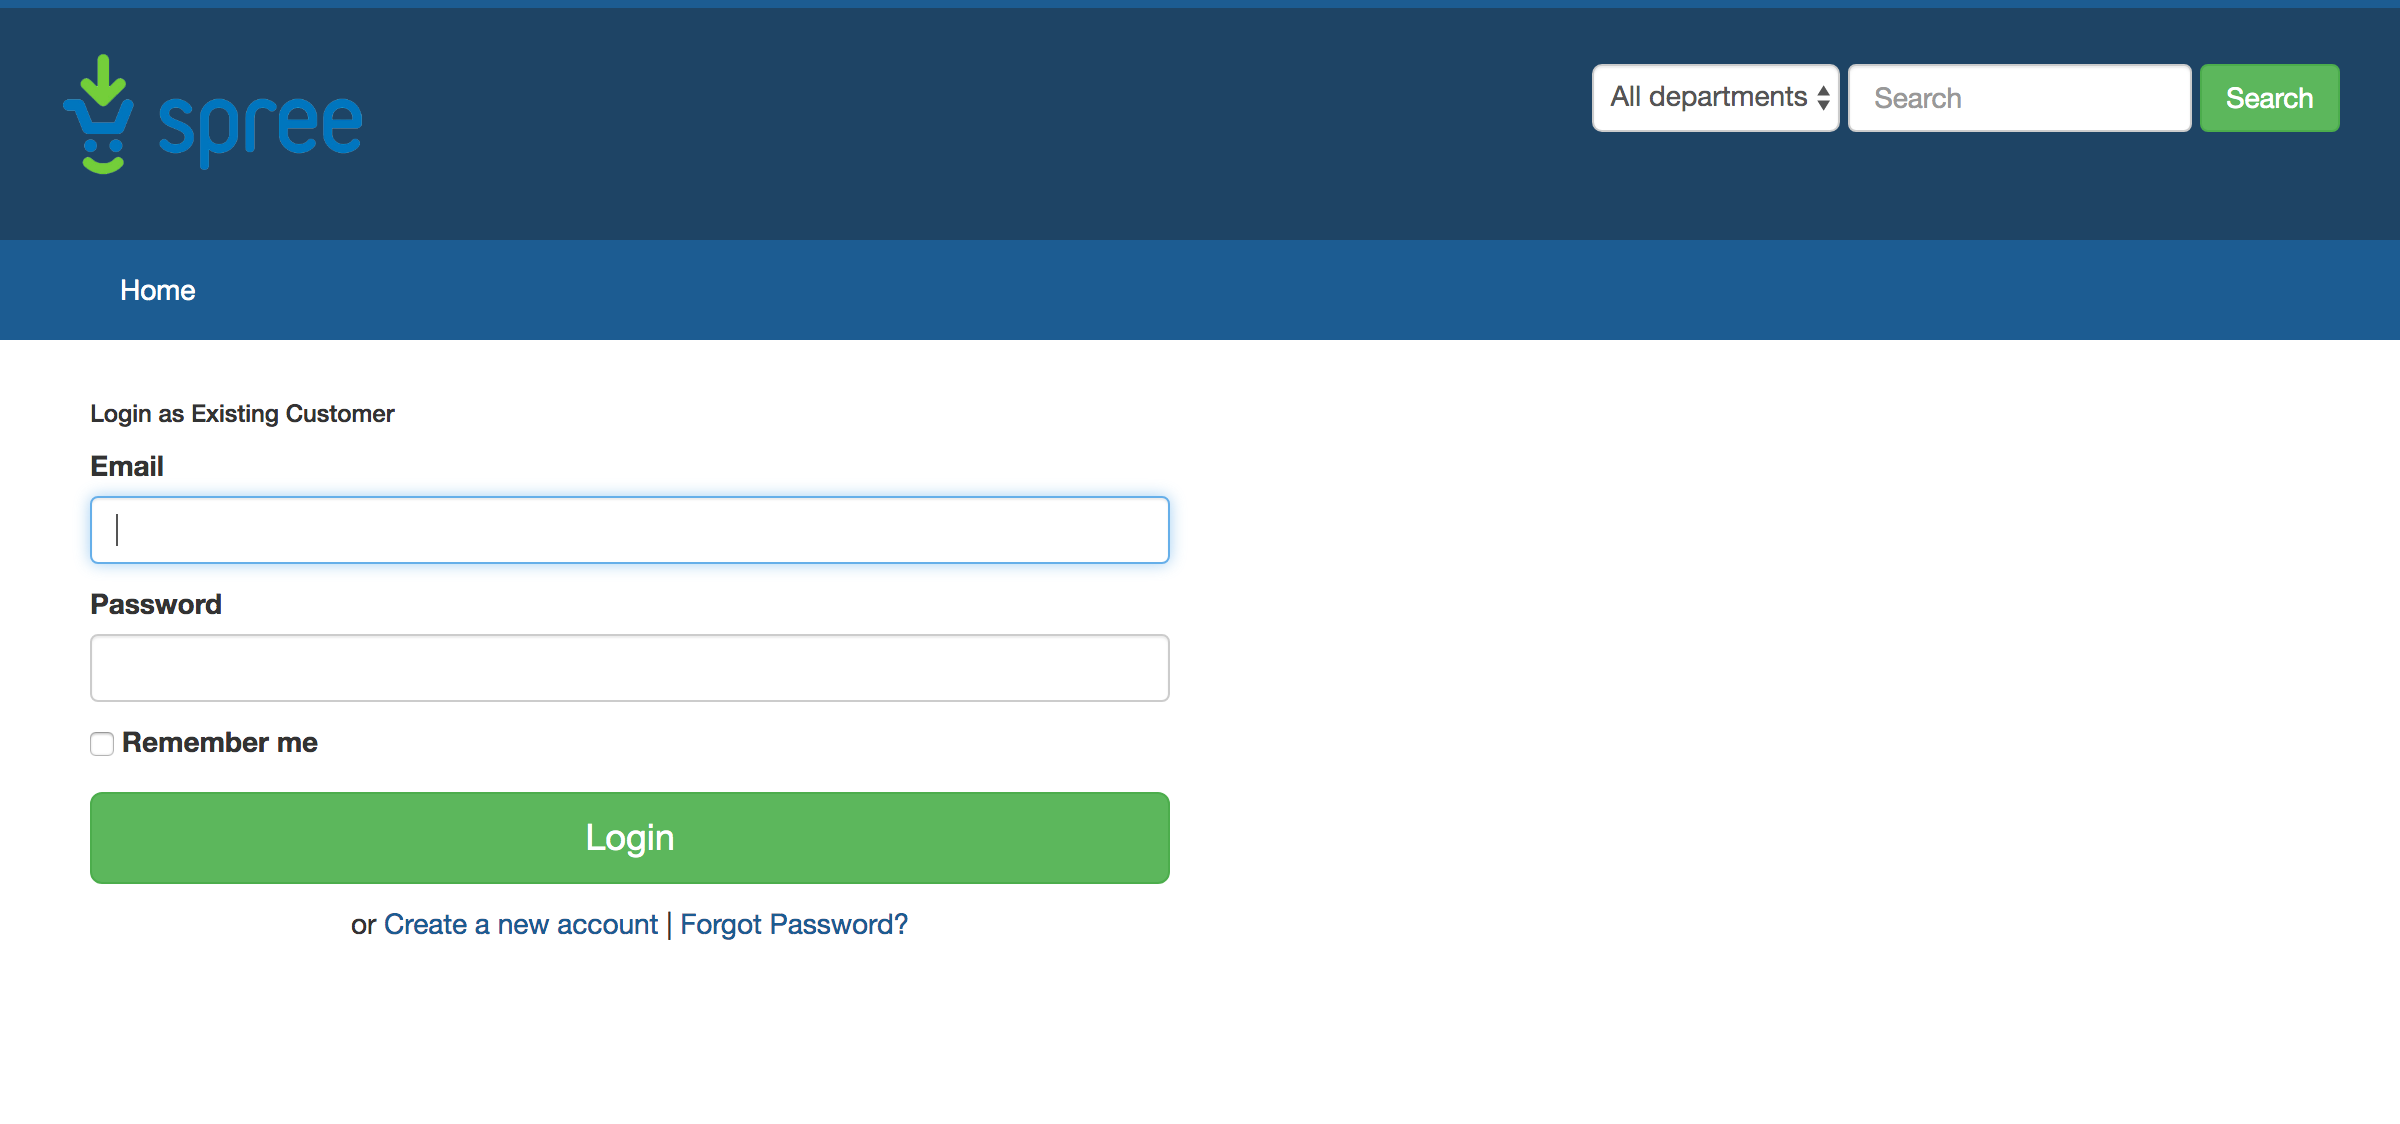 spree
All departments Search Search
Home
Login as Existing Customer
Email
Password
Remember me
Login
or Create a new account | Forgot Password?